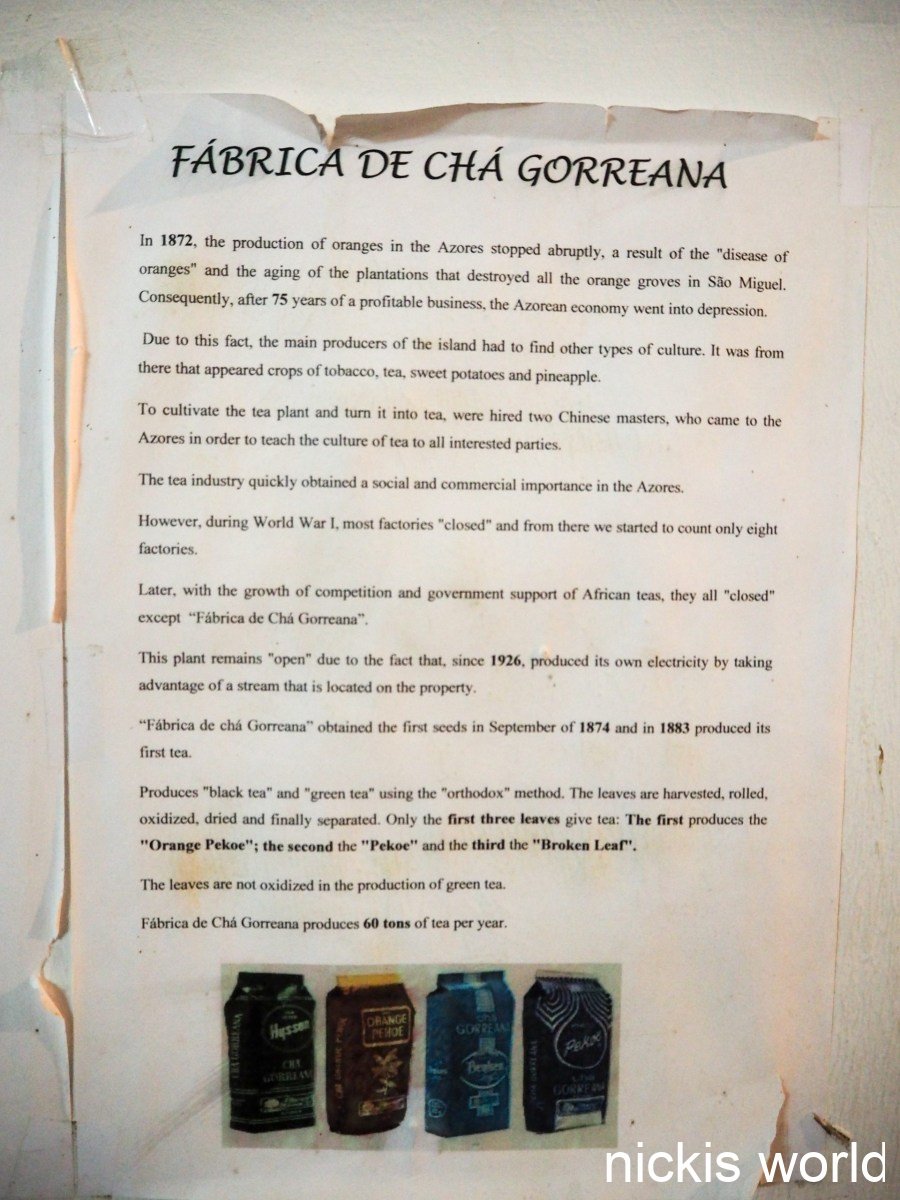 FÁBRICA DE CHÁ GORREANA
In 1872, the production of oranges in the Azores stopped abruptly, a result of the "disease of
oranges" and the aging of the plantations that destroyed all the orange groves in São Miguel.
Consequently, after 75 years of a profitable business, the Azorean economy went into depression.
Due to this fact, the main producers of the island had to find other types of culture. It was from
there that appeared crops of tobacco, tea, sweet potatoes and pineapple.
To cultivate the tea plant and turn it into tea, were hired two Chinese masters, who came to the
Azores in order to teach the culture of tea to all interested parties.
The tea industry quickly obtained a social and commercial importance in the Azores.
However, during World War I, most factories "closed" and from there we started to count only eight
factories.
Later, with the growth of competition and government support of African teas, they all "closed"
except “Fábrica de Chá Gorreana”.
This plant remains "open" due to the fact that, since 1926, produced its own electricity by taking
advantage of a stream that is located on the property.
“Fábrica de chá Gorreana” obtained the first seeds in September of 1874 and in 1883 produced its
first tea.
Produces "black tea" and "green tea" using the "orthodox" method. The leaves are harvested, rolled,
oxidized, dried and finally separated. Only the first three leaves give tea: The first produces the
"Orange Pekoe"; the second the "Pekoe" and the third the "Broken Leaf".
The leaves are not oxidized in the production of green tea.
Fábrica de Chá Gorreana produces 60 tons of tea per year.
CHÁ GORREANA
Hysson
CHÁ
GORREANA
ORANGE
PEKOE
GORREANA
Pekoe
GORREANA
nickis world